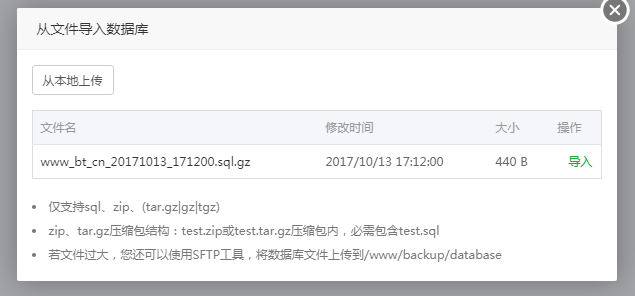 从文件导入数据库
从本地上传
文件名 修改时间 大小 操作
www_bt_cn_20171013_171200.sql.gz 2017/10/13 17:12:00 440 B 导入
仅支持sql、zip、(tar.gz|gz|tgz)
zip、tar.gz压缩包结构：test.zip或test.tar.gz压缩包内，必需包含test.sql
若文件过大，您还可以使用SFTP工具，将数据库文件上传到/www/backup/database